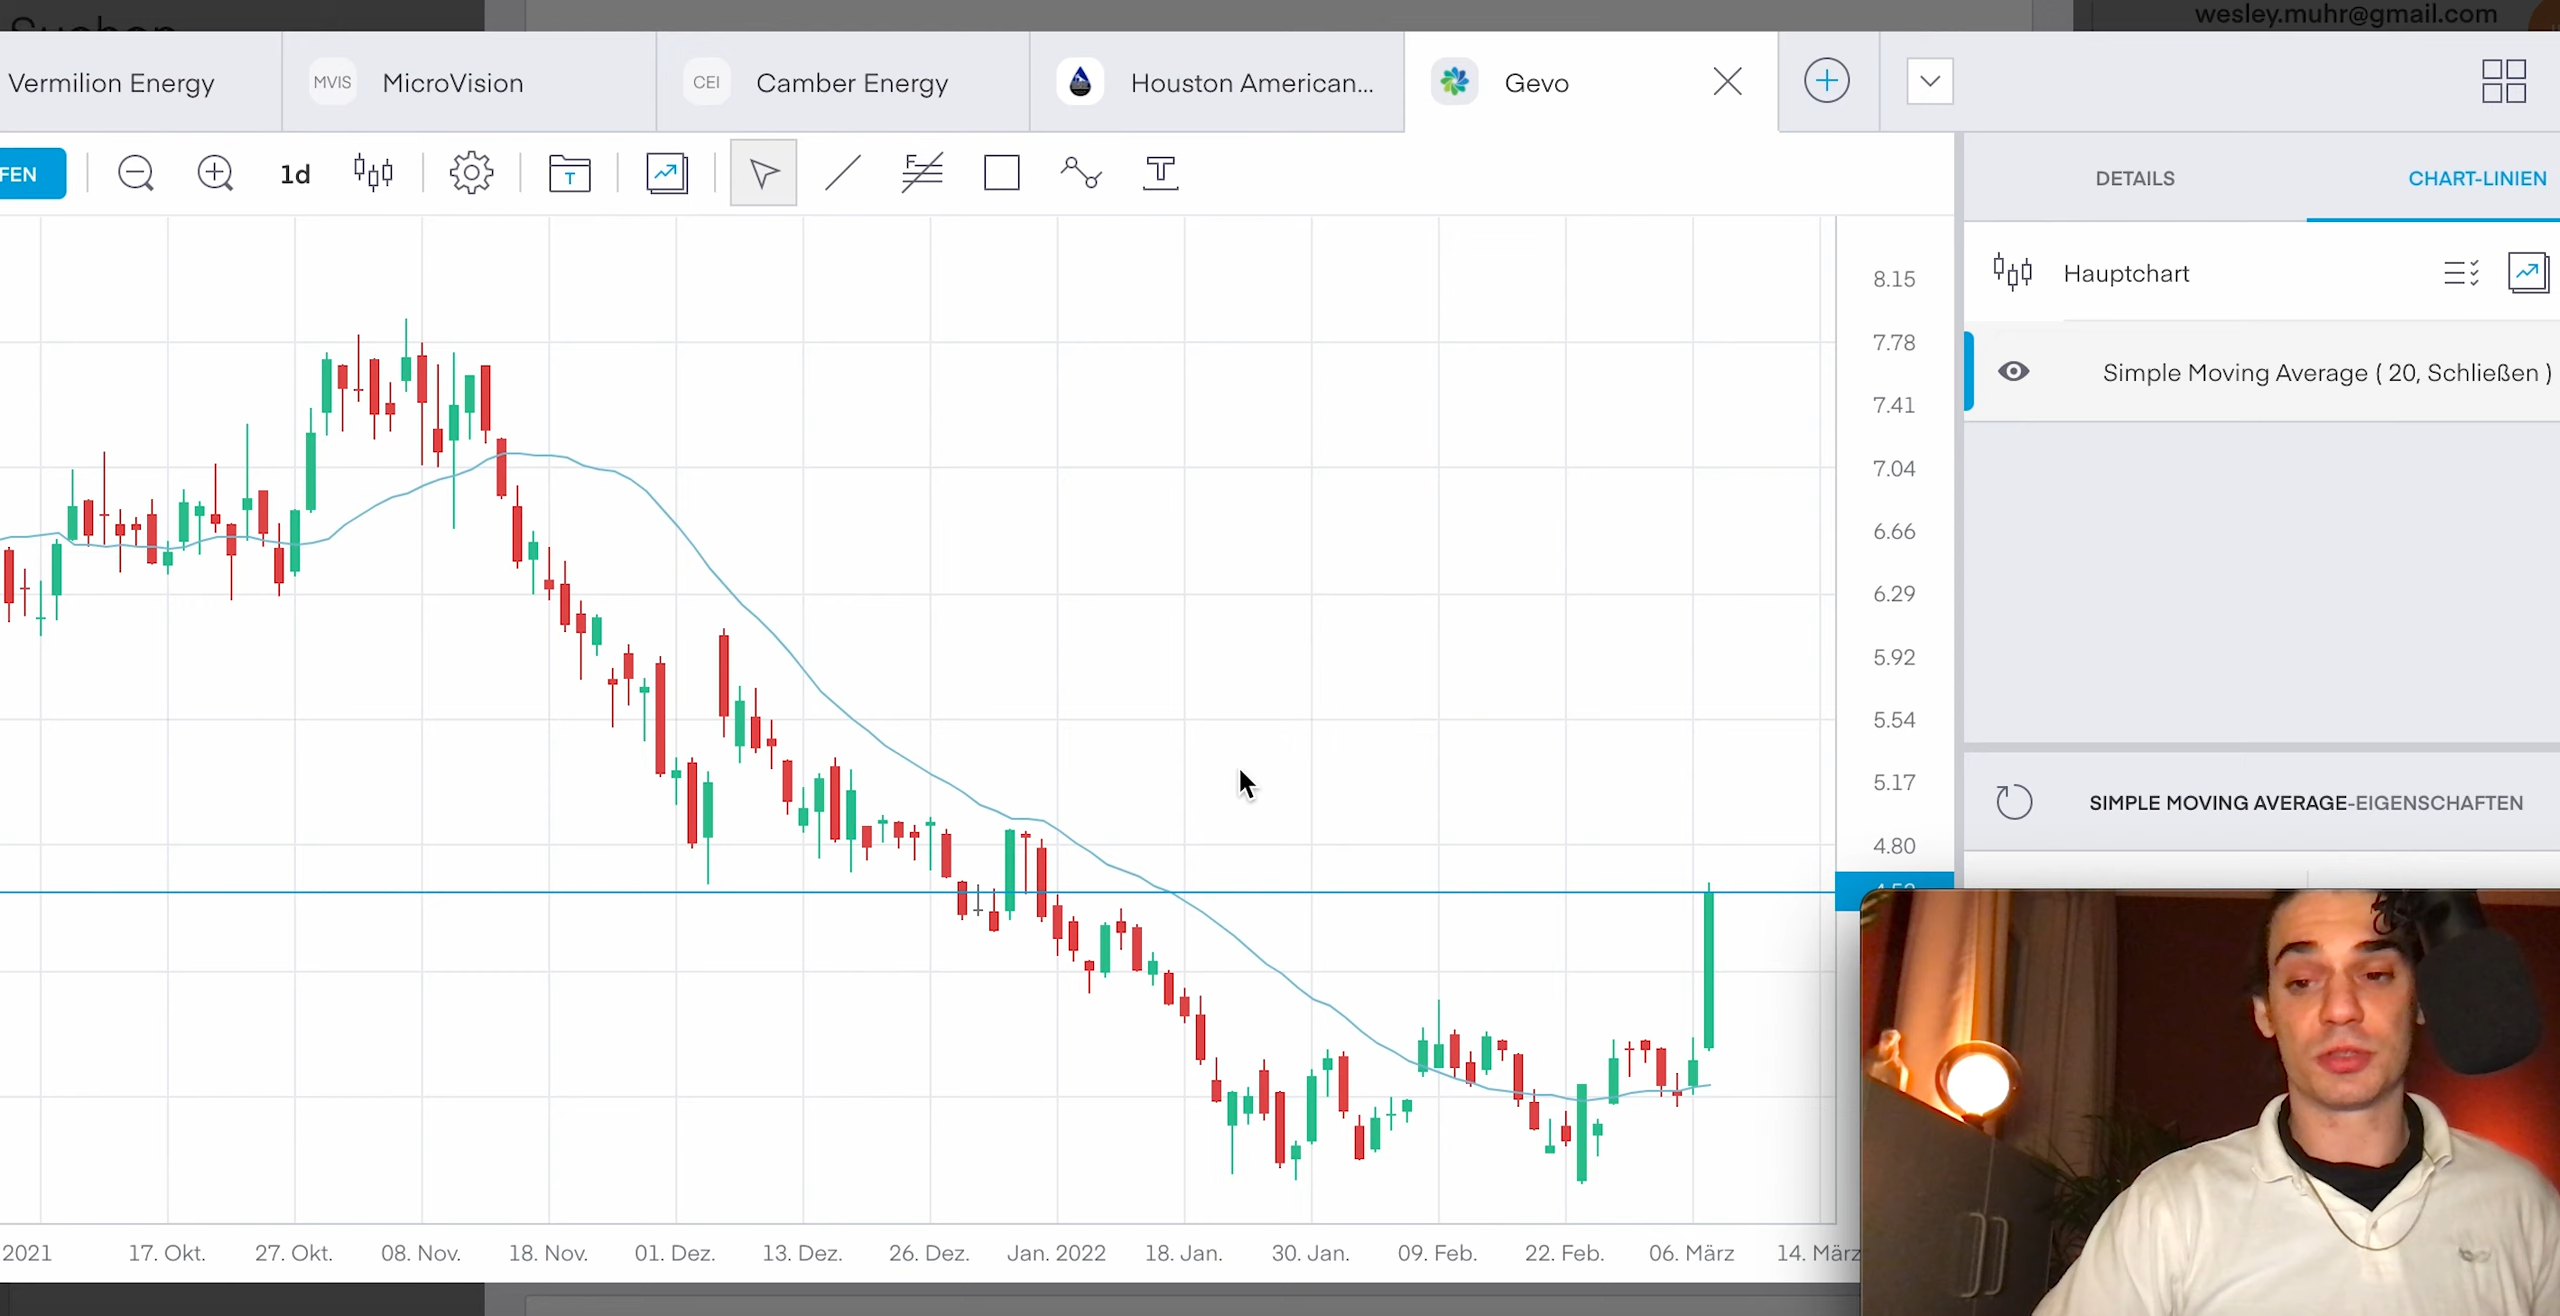 wesley.muhr@gmail.com
Vermilion Energy
MVIS MicroVision
CEI Camber Energy
Houston American...
Gevo
FEN
1d
T
F
T
DETAILS
CHART-LINIEN
Hauptchart
Simple Moving Average ( 20, Schließen )
SIMPLE MOVING AVERAGE-EIGENSCHAFTEN
8.15
7.78
7.41
7.04
6.66
6.29
5.92
5.54
5.17
4.80
2021 17. Okt. 27. Okt. 08. Nov. 18. Nov. 01. Dez. 13. Dez. 26. Dez. Jan. 2022 18. Jan. 30. Jan. 09. Feb. 22. Feb. 06. März 14. März